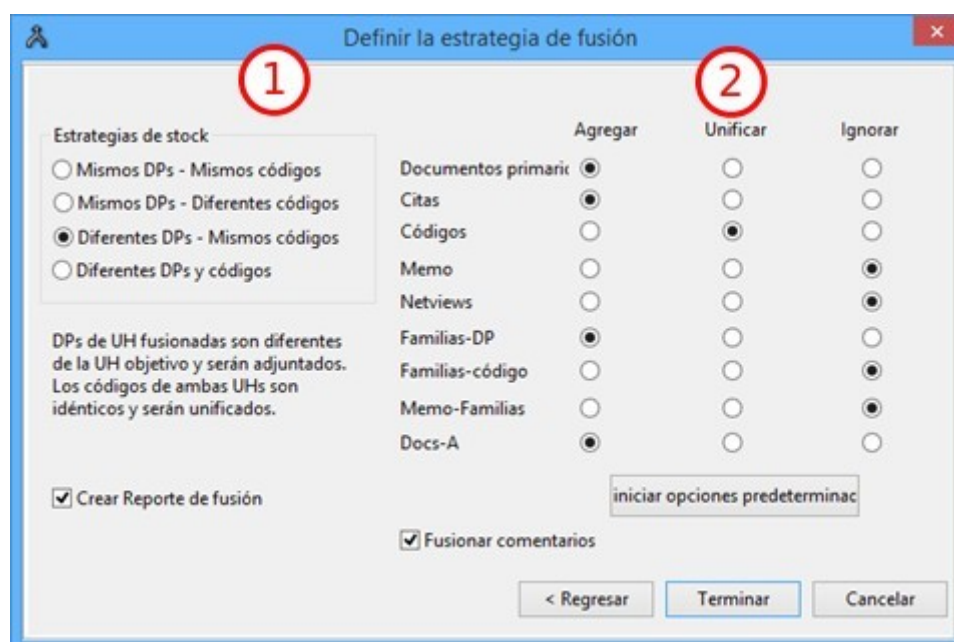 Definir la estrategia de fusión
1
2
Estrategias de stock
Mismos DPs - Mismos códigos
Mismos DPs - Diferentes códigos
Diferentes DPs - Mismos códigos
Diferentes DPs y códigos
DPs de UH fusionadas son diferentes
de la UH objetivo y serán adjuntados.
Los códigos de ambas UHs son
idénticos y serán unificados.
Crear Reporte de fusión
Agregar Unificar Ignorar
Documentos primaric
Citas
Códigos
Memo
Netviews
Familias-DP
Familias-código
Memo-Familias
Docs-A
iniciar opciones predeterminac
Fusionar comentarios
< Regresar Terminar Cancelar